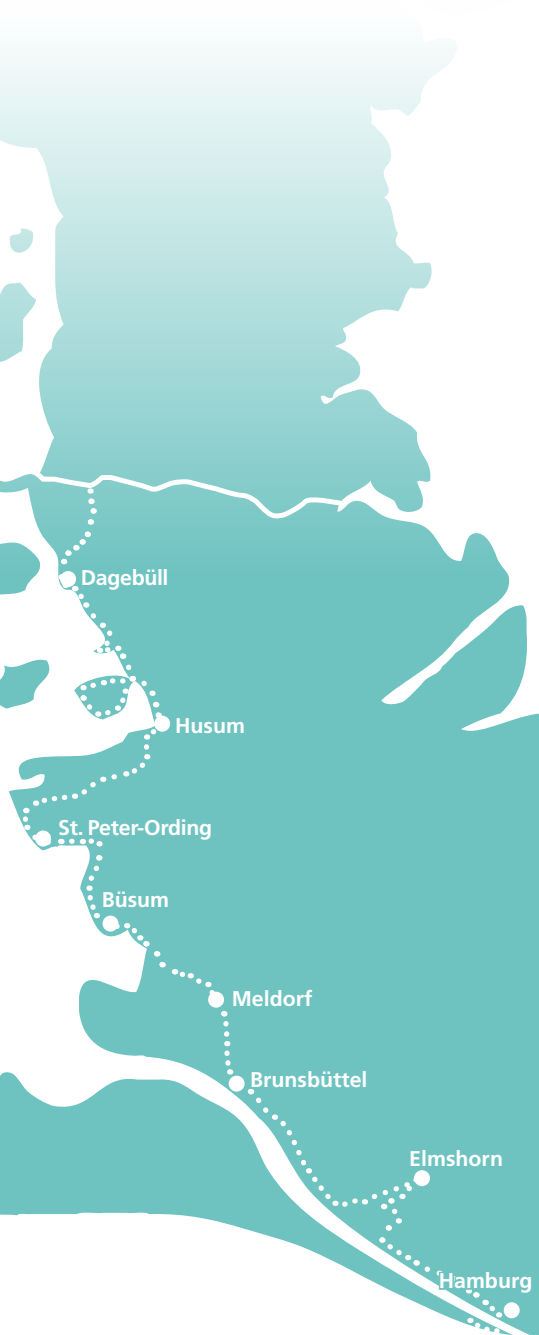 Dagebüll
Husum
St. Peter-Ording
Büsum
Meldorf
Brunsbüttel
Elmshorn
Hamburg